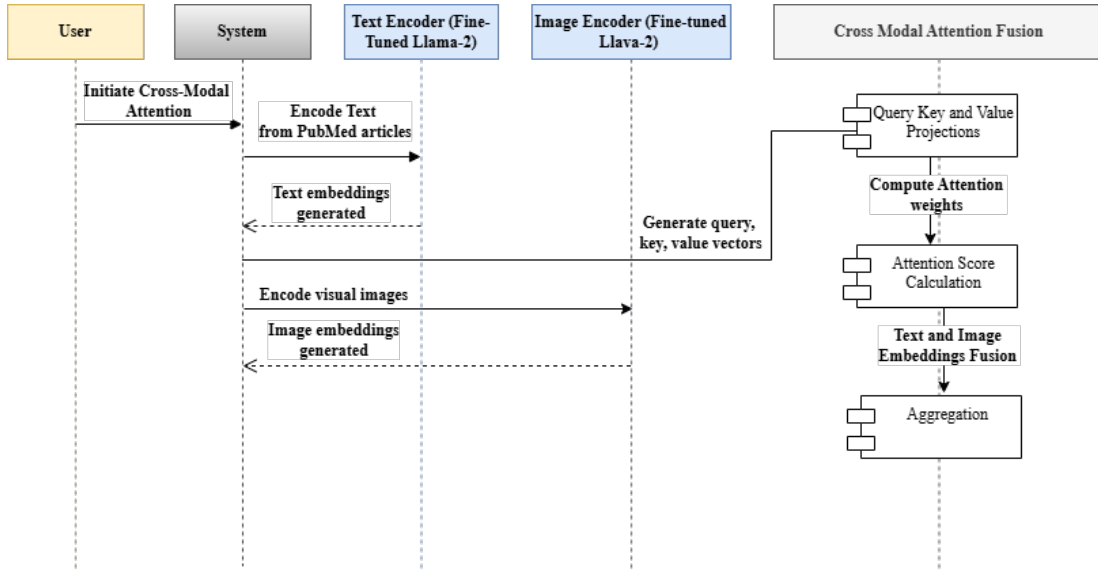 User
System
Text Encoder (Fine-
Tuned Llama-2)
Image Encoder (Fine-tuned
Llava-2)
Cross Modal Attention Fusion
Initiate Cross-Modal
Attention
Encode Text
from PubMed articles
Query Key and Value
Projections
Compute Attention
weights
Text embeddings
generated
Generate query,
key, value vectors
Attention Score
Calculation
Encode visual images
Image embeddings
generated
Text and Image
Embeddings Fusion
Aggregation